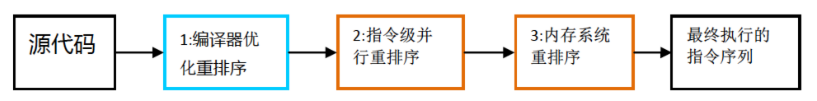 源代码
1:编译器优
化重排序
2:指令级并
行重排序
3:内存系统
重排序
最终执行的
指令序列